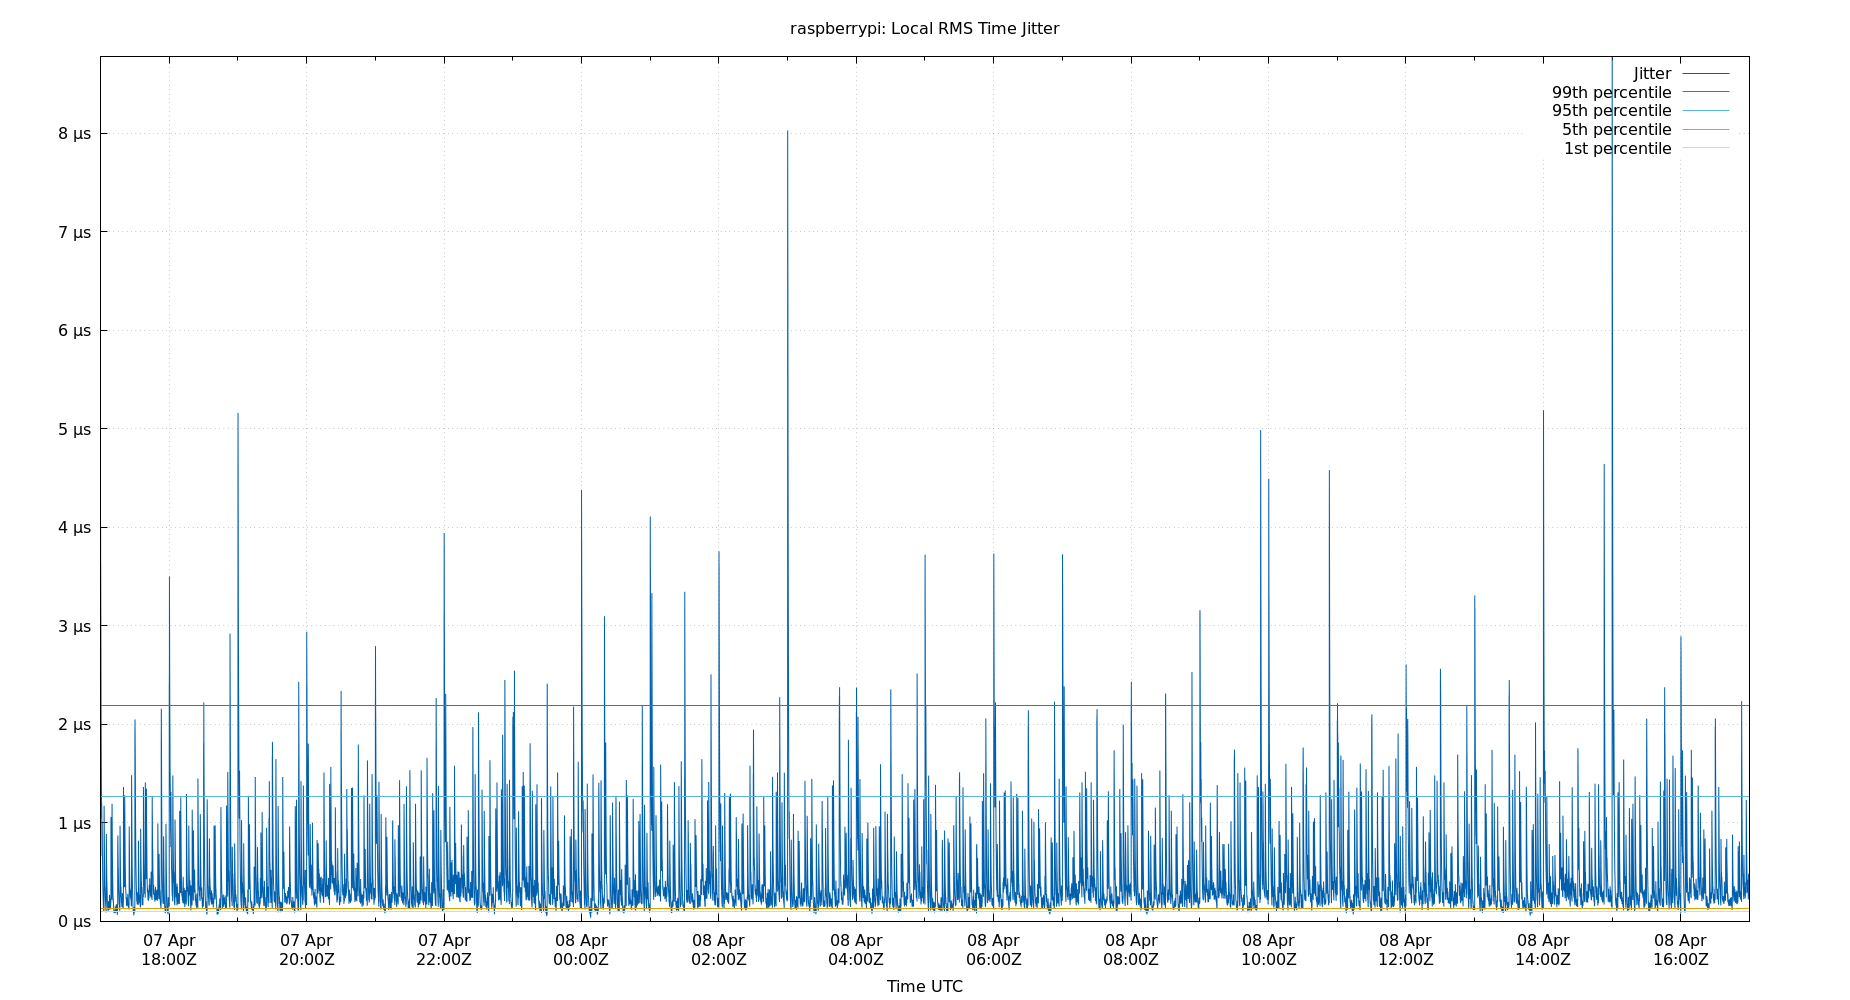 raspberrypi: Local RMS Time Jitter
Jitter
99th percentile
95th percentile
5th percentile
1st percentile
8 µs
7 µs
6 µs
5 µs
4 µs
3 µs
2 µs
1 µs
0 µs
07 Apr 07 Apr 07 Apr 08 Apr 08 Apr 08 Apr 08 Apr 08 Apr 08 Apr 08 Apr 08 Apr 08 Apr
18:00Z 20:00Z 22:00Z 00:00Z 02:00Z 04:00Z 06:00Z 08:00Z 10:00Z 12:00Z 14:00Z 16:00Z
Time UTC